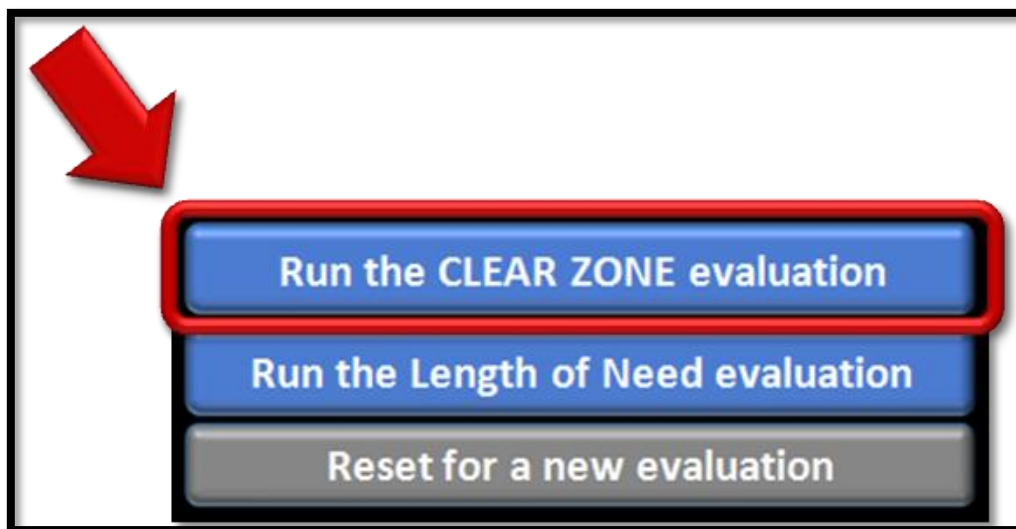 Run the CLEAR ZONE evaluation
Run the Length of Need evaluation
Reset for a new evaluation